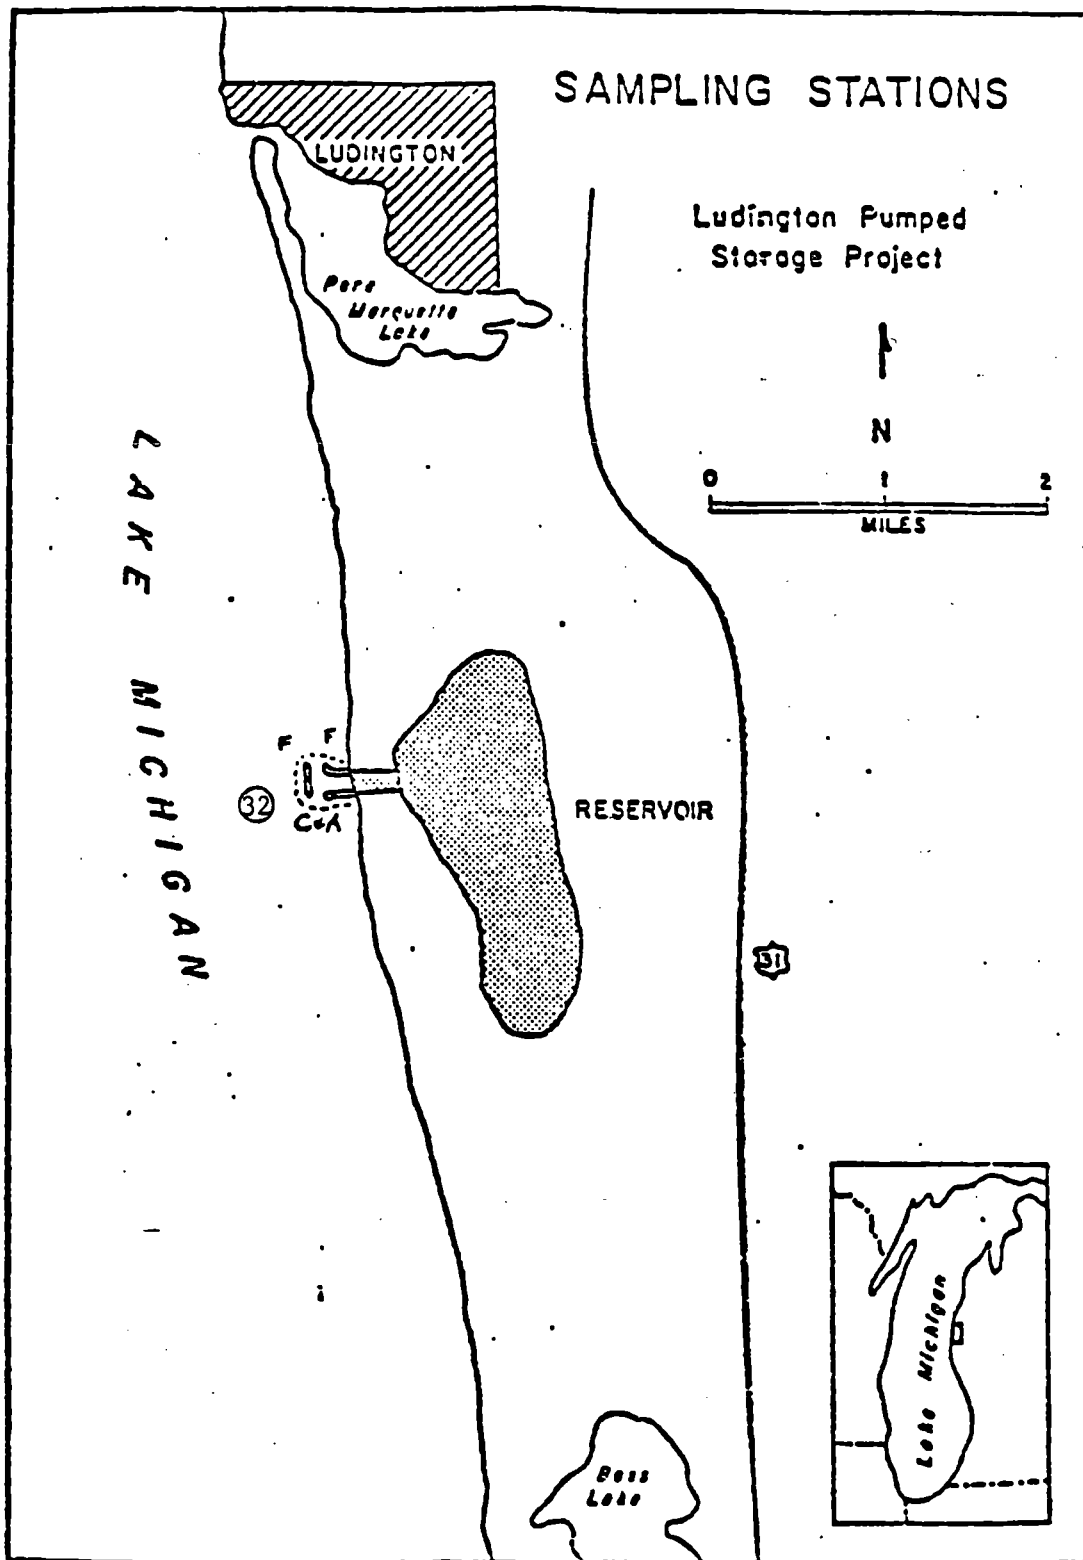 SAMPLING STATIONS
LUDINGTON
Ludington Pumped
Storage Project
Pere
Marquette
Lake
N
0 1 2
MILES
LAKE MICHIGAN
F F
32
C&A
RESERVOIR
31
Lake Michigan
Bass
Lake